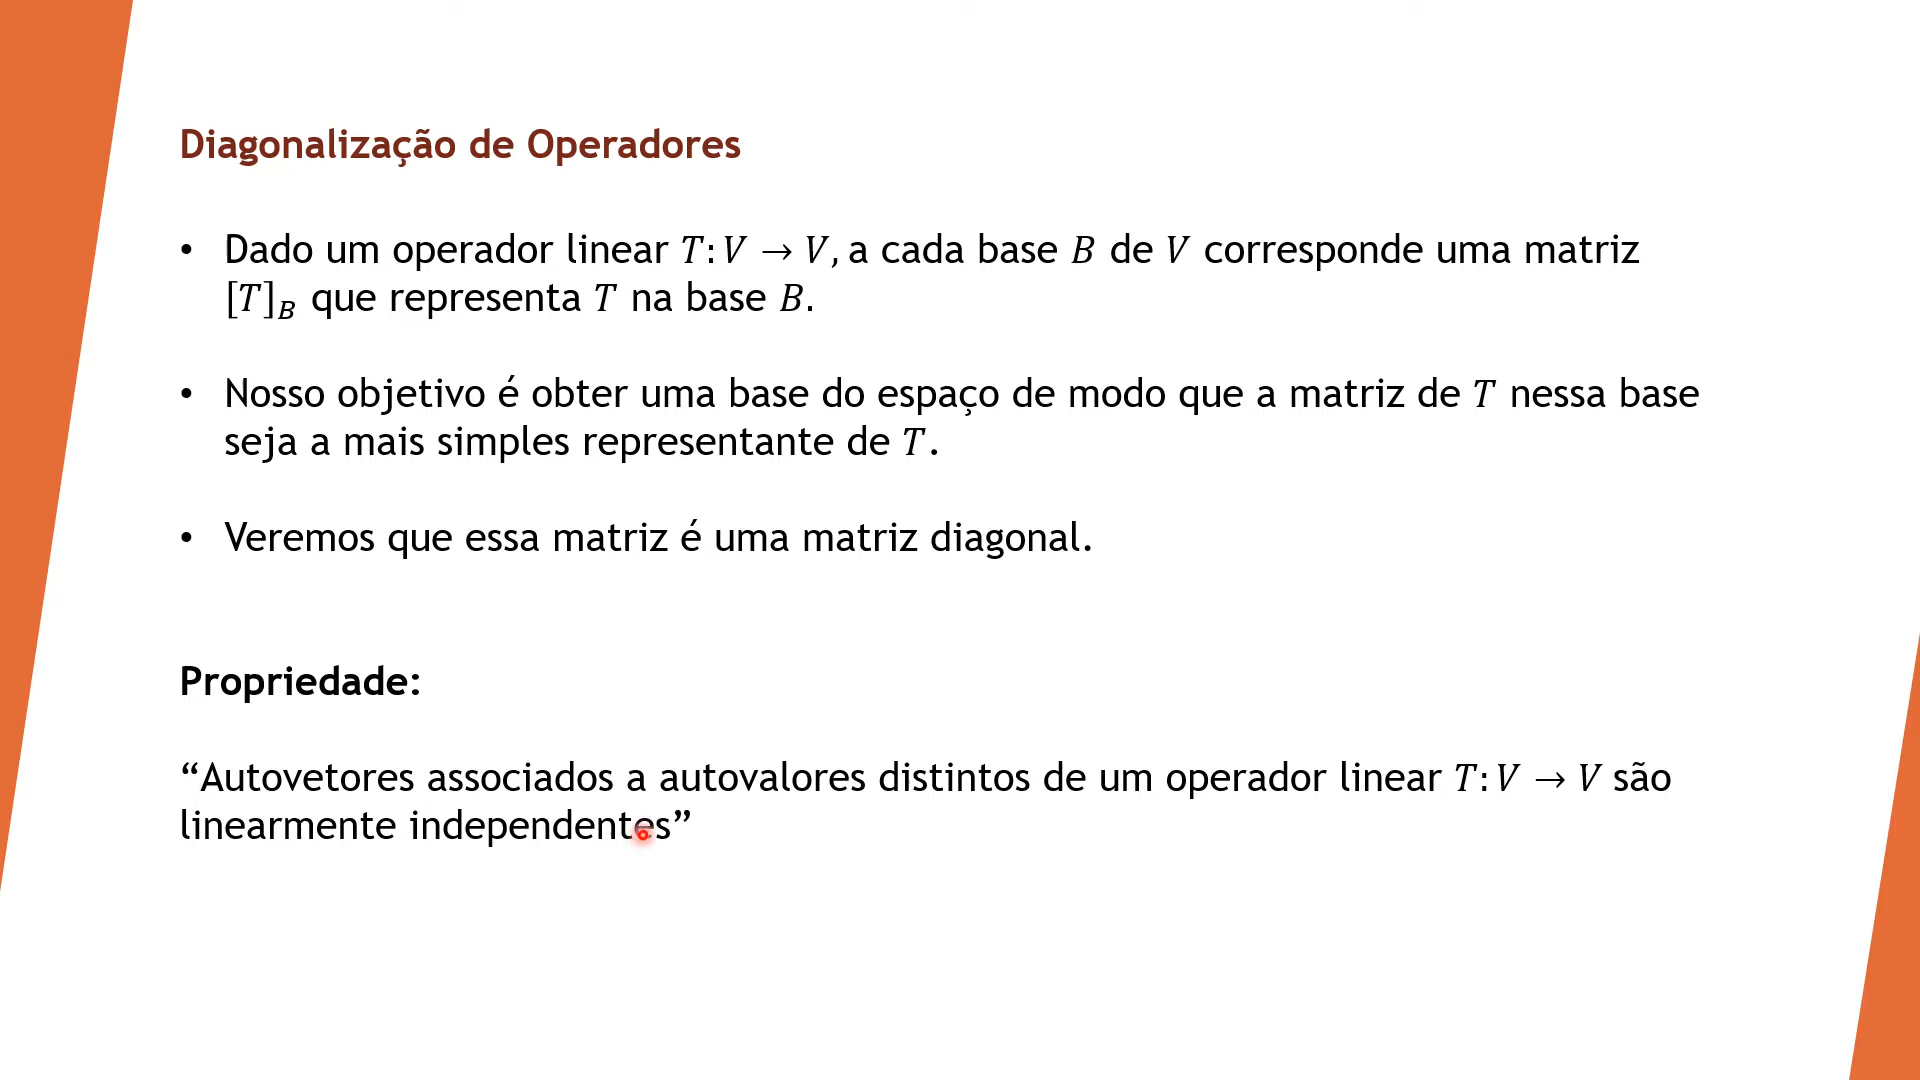 Diagonalização de Operadores
• Dado um operador linear T: V → V, a cada base B de V corresponde uma matriz
[T]_B que representa T na base B.
• Nosso objetivo é obter uma base do espaço de modo que a matriz de T nessa base
seja a mais simples representante de T.
• Veremos que essa matriz é uma matriz diagonal.
Propriedade:
“Autovetores associados a autovalores distintos de um operador linear T: V → V são
linearmente independentes”